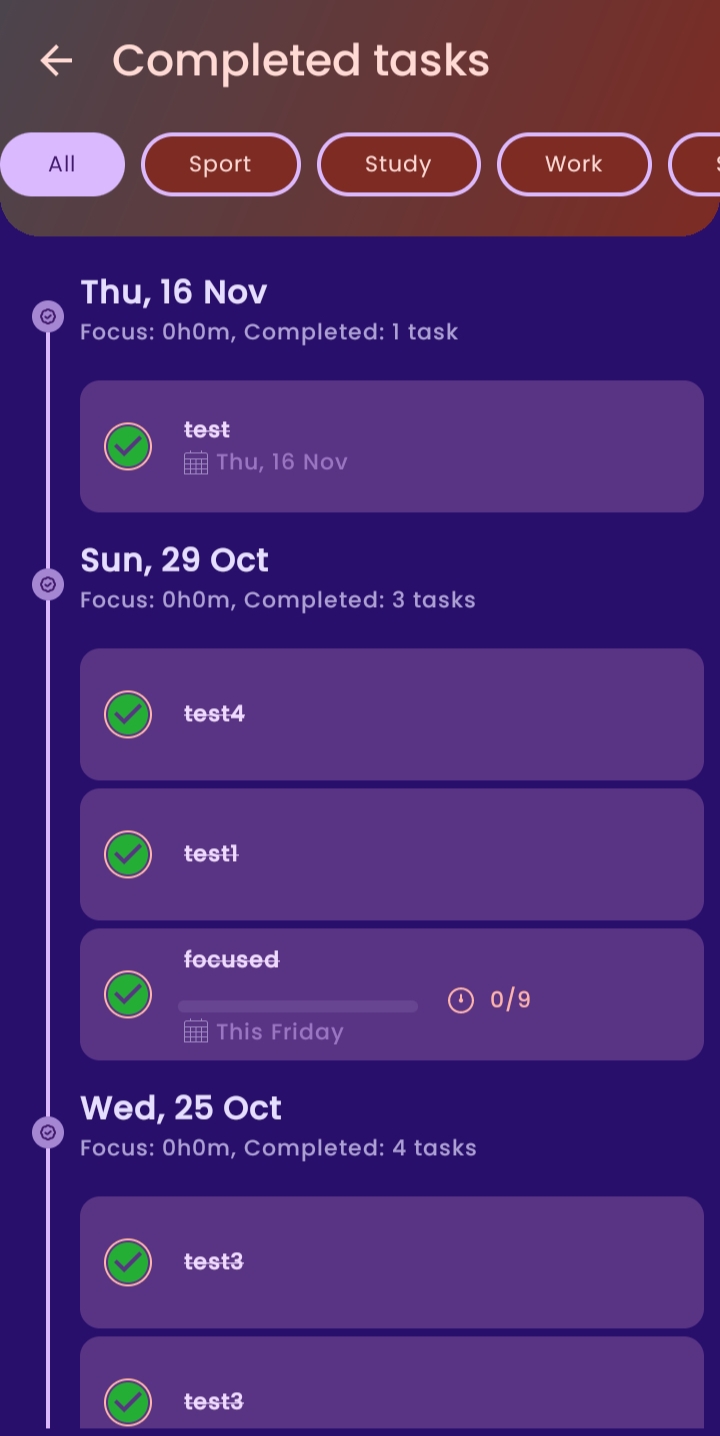 Completed tasks
All Sport Study Work
Thu, 16 Nov
Focus: 0h0m, Completed: 1 task
test
Thu, 16 Nov
Sun, 29 Oct
Focus: 0h0m, Completed: 3 tasks
test4
test1
focused
0/9
This Friday
Wed, 25 Oct
Focus: 0h0m, Completed: 4 tasks
test3
test3